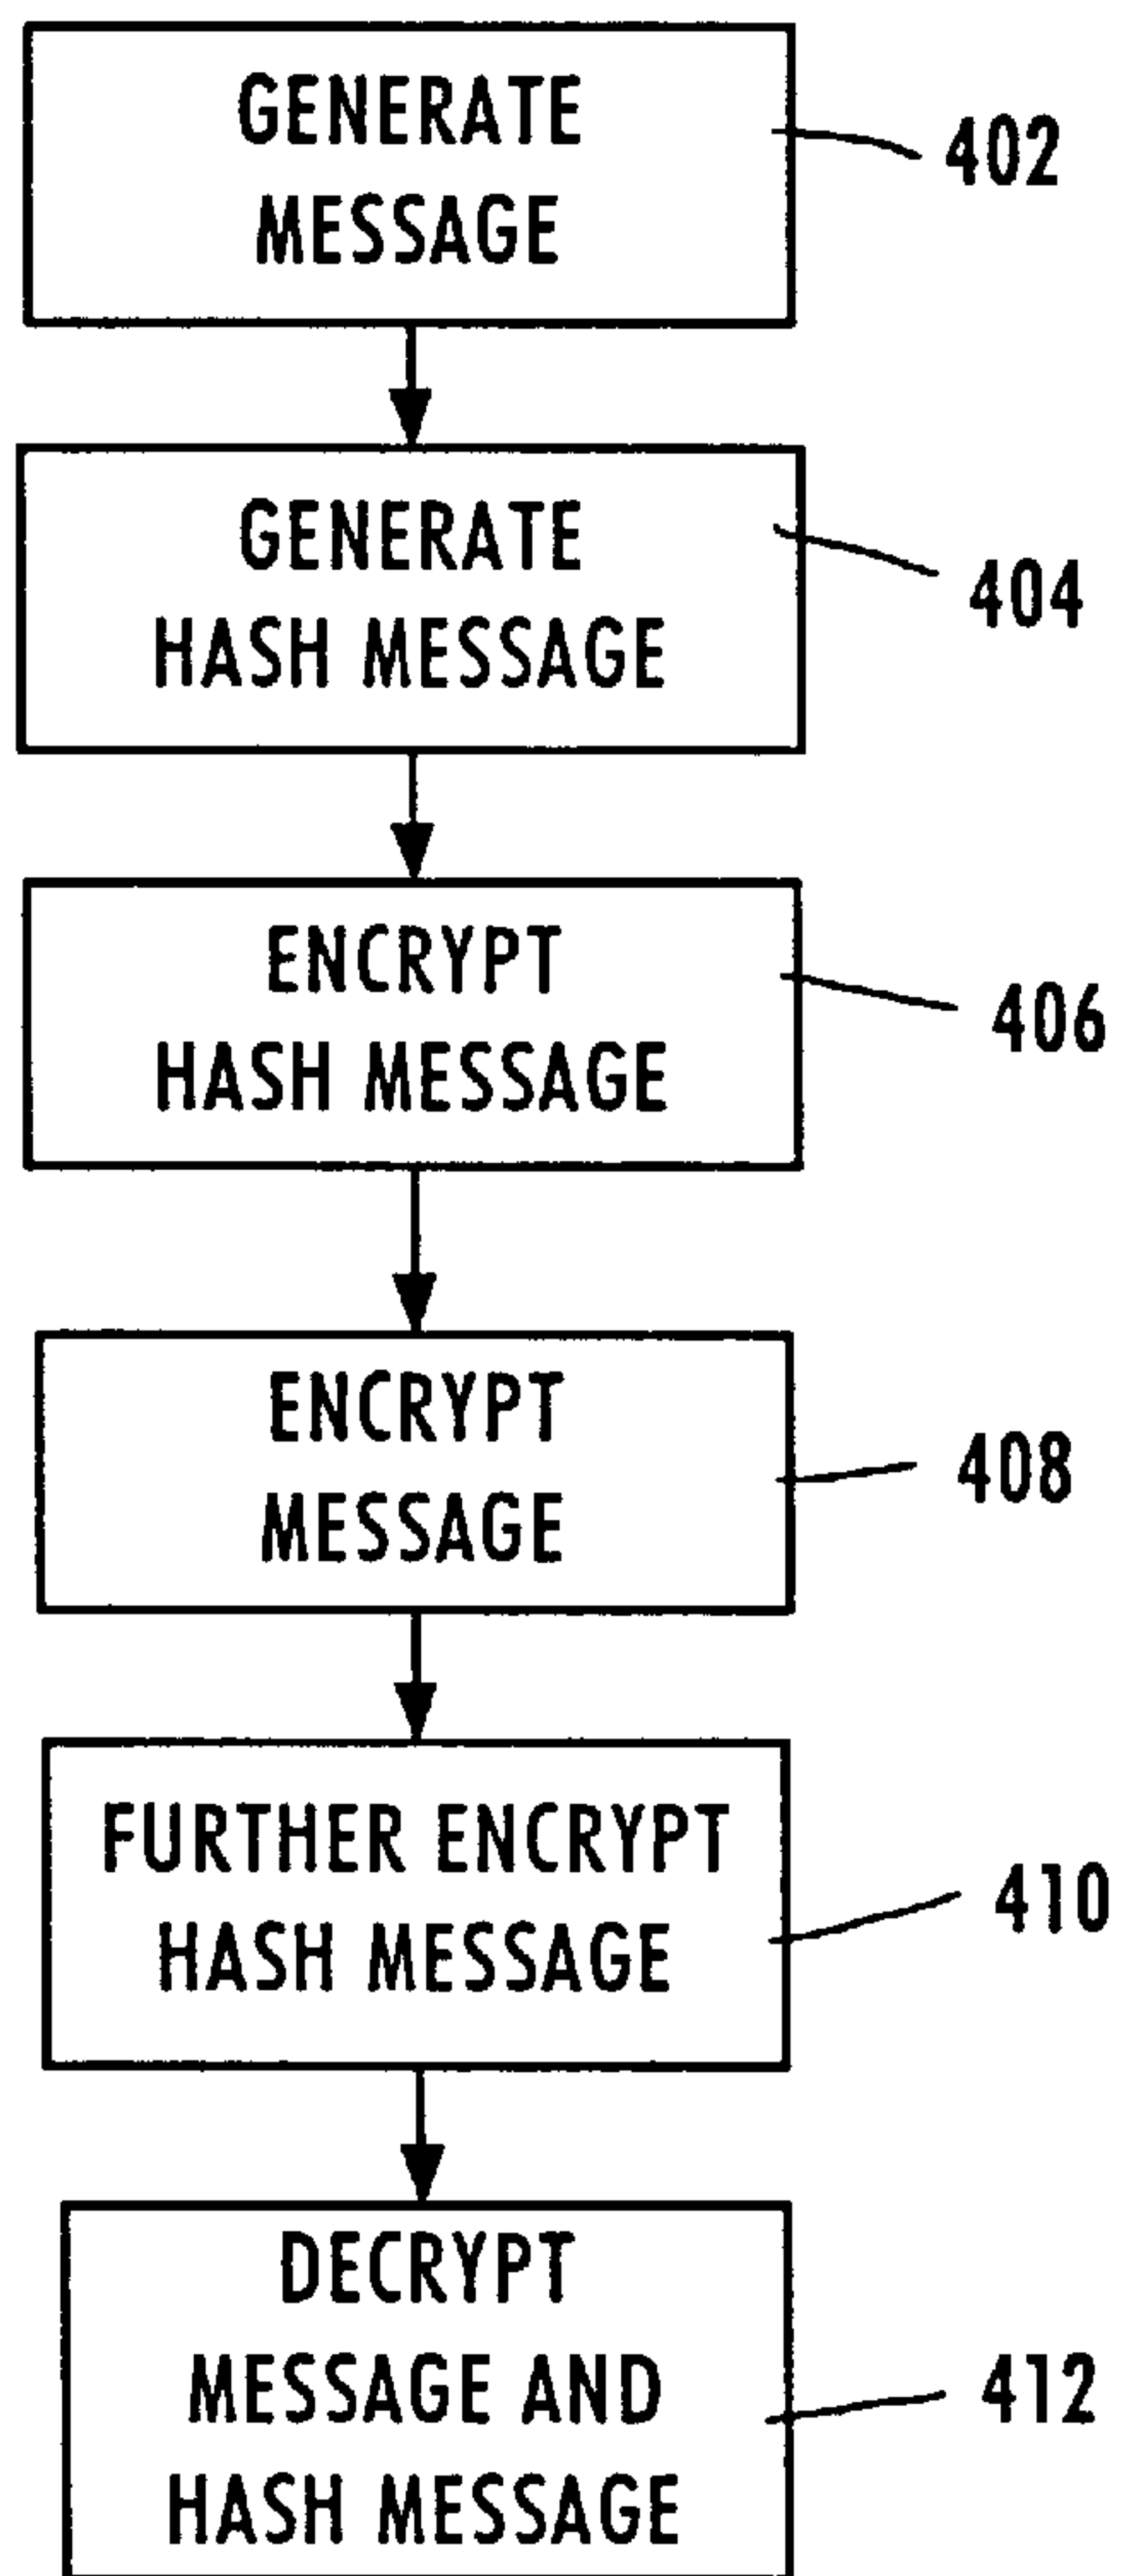 GENERATE
MESSAGE
402
GENERATE
HASH MESSAGE
404
ENCRYPT
HASH MESSAGE
406
ENCRYPT
MESSAGE
408
FURTHER ENCRYPT
HASH MESSAGE
410
DECRYPT
MESSAGE AND
HASH MESSAGE
412